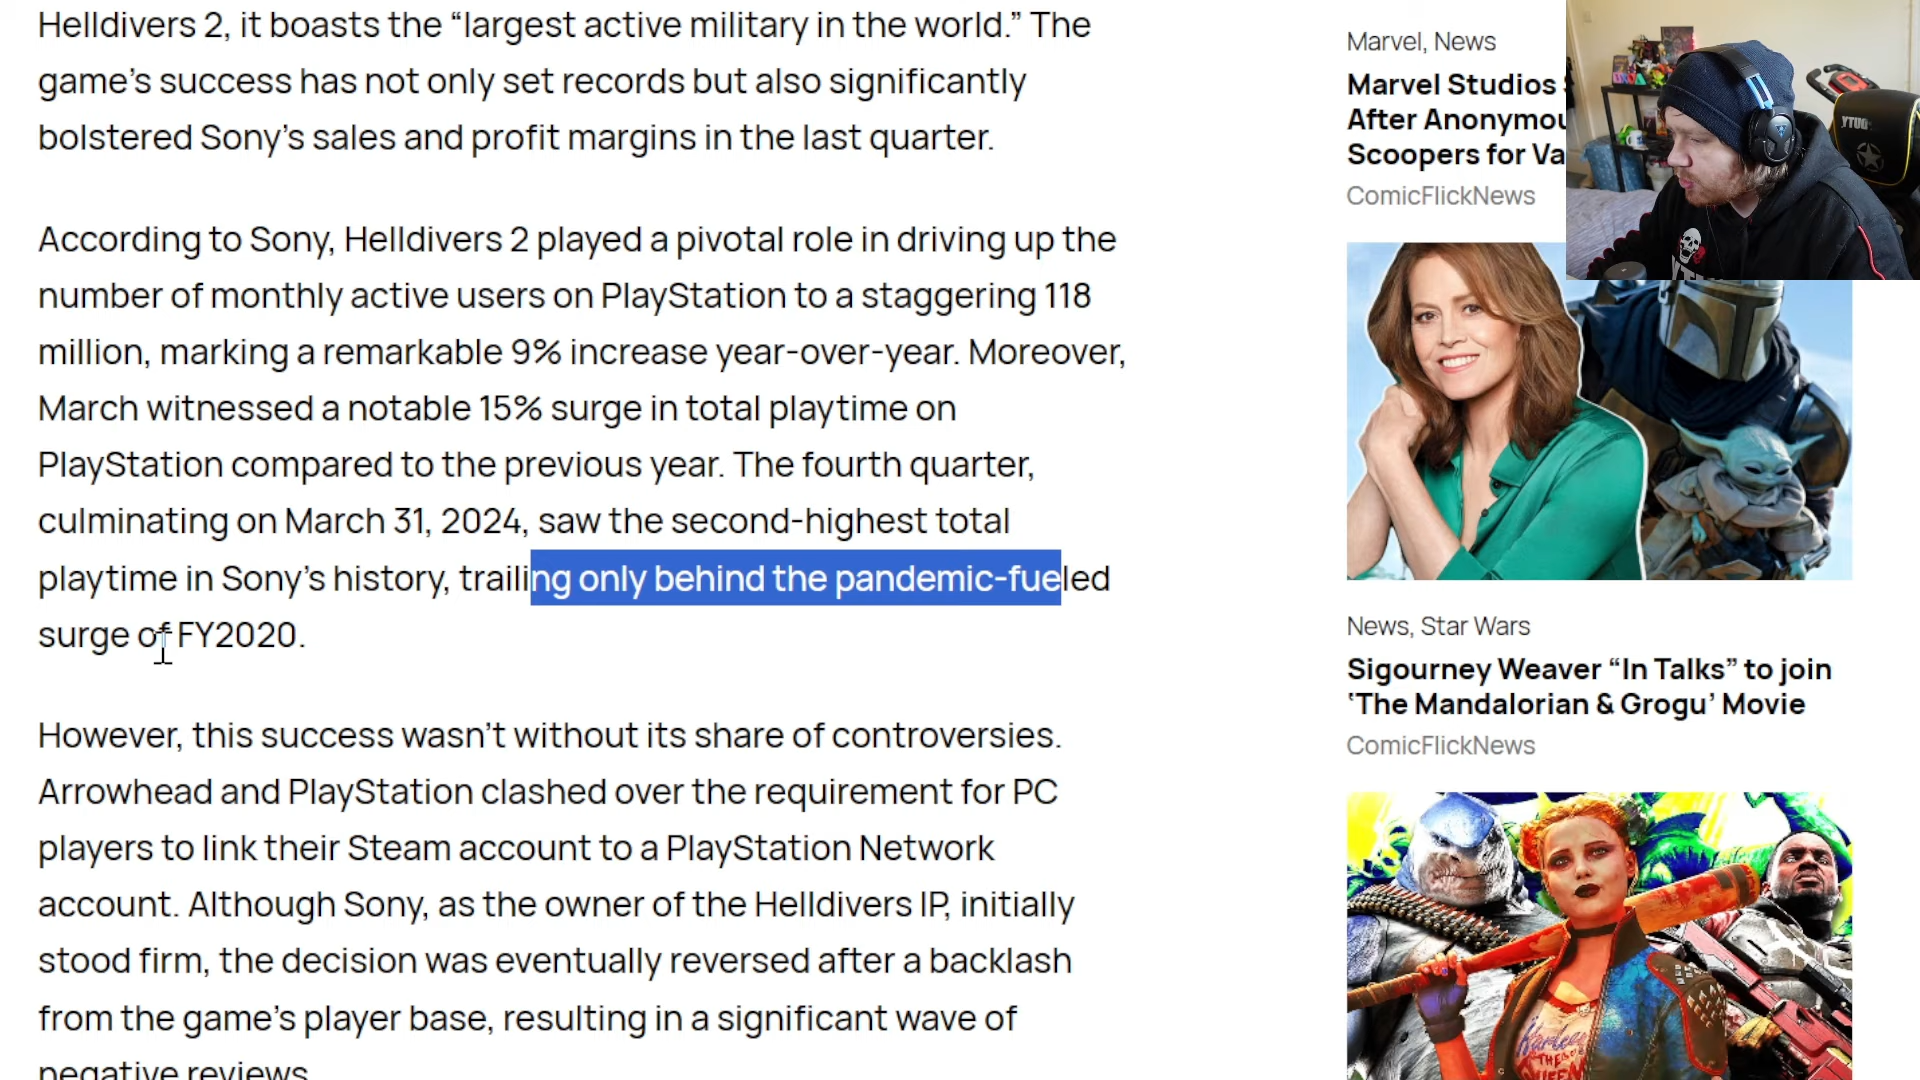 Helldivers 2, it boasts the “largest active military in the world.” The
game’s success has not only set records but also significantly
bolstered Sony’s sales and profit margins in the last quarter.
According to Sony, Helldivers 2 played a pivotal role in driving up the
number of monthly active users on PlayStation to a staggering 118
million, marking a remarkable 9% increase year-over-year. Moreover,
March witnessed a notable 15% surge in total playtime on
PlayStation compared to the previous year. The fourth quarter,
culminating on March 31, 2024, saw the second-highest total
playtime in Sony’s history, trailing only behind the pandemic-fueled
surge of FY2020.
However, this success wasn’t without its share of controversies.
Arrowhead and PlayStation clashed over the requirement for PC
players to link their Steam account to a PlayStation Network
account. Although Sony, as the owner of the Helldivers IP, initially
stood firm, the decision was eventually reversed after a backlash
from the game’s player base, resulting in a significant wave of
negative reviews.
Marvel, News
Marvel Studios
After Anonymou
Scoopers for Va
ComicFlickNews
News, Star Wars
Sigourney Weaver “In Talks” to join
‘The Mandalorian & Grogu’ Movie
ComicFlickNews